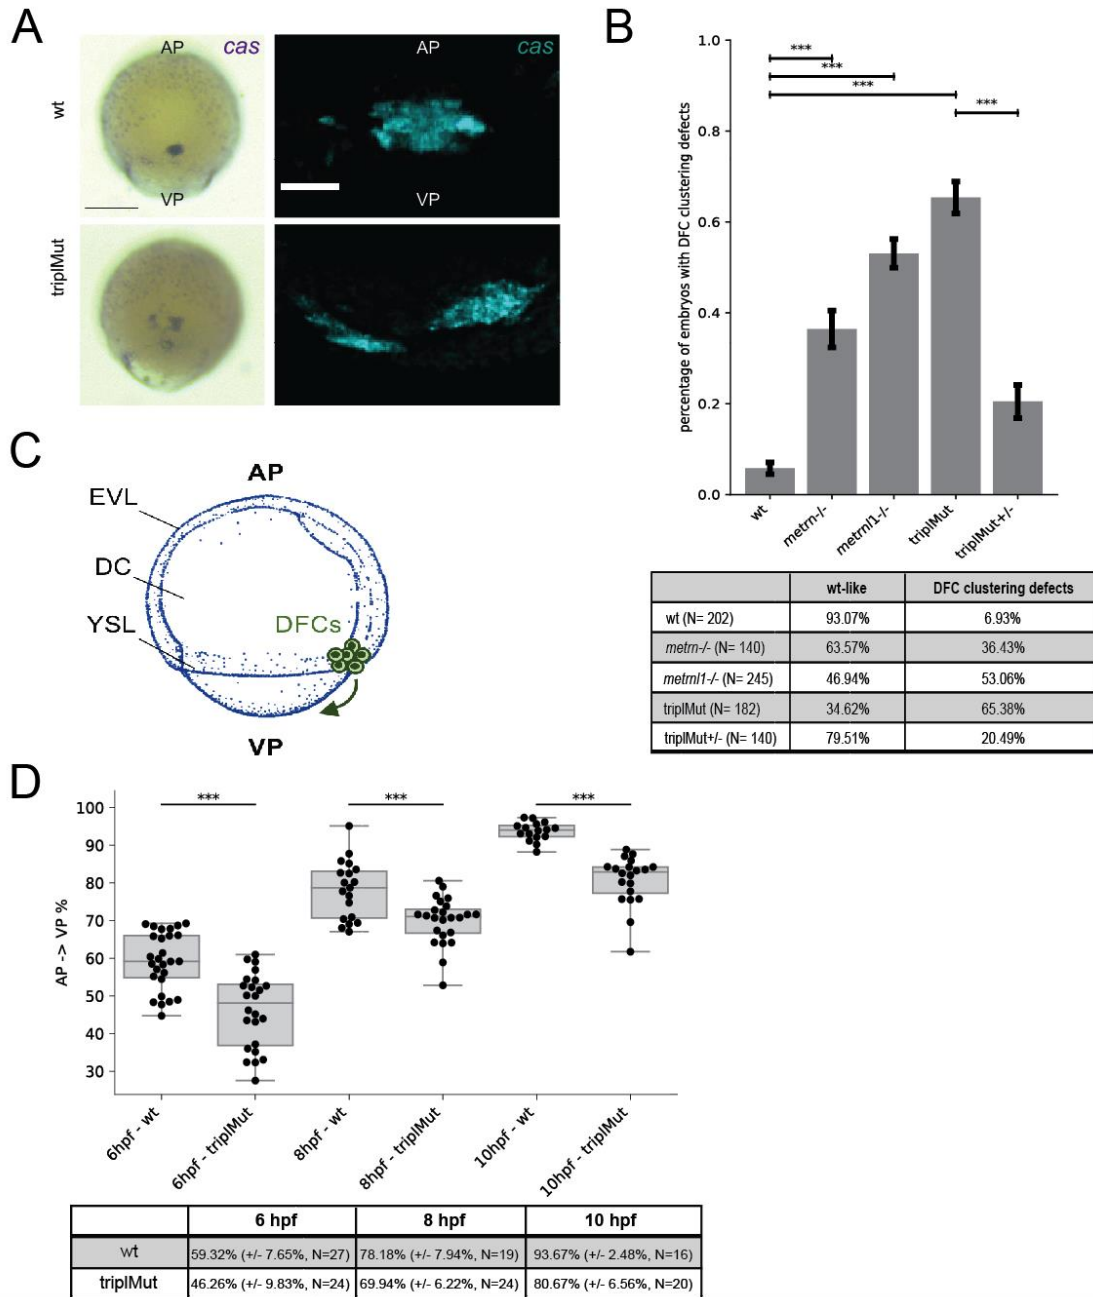 A
B
AP cas
AP cas
wt
VP
VP
triplMut
1.0
0.8
0.6
0.4
0.2
0.0
percentage of embryos with DFC clustering defects
***
***
***
***
wt
metrn-/-
metrnl1-/-
triplMut
triplMut+/-
wt-like DFC clustering defects
wt (N= 202) 93.07% 6.93%
metrn-/- (N= 140) 63.57% 36.43%
metrnl1-/- (N= 245) 46.94% 53.06%
triplMut (N= 182) 34.62% 65.38%
triplMut+/- (N= 140) 79.51% 20.49%
C
AP
EVL
DC
YSL
DFCs
VP
D
*** *** ***
100
90
80
70
60
50
40
30
AP -> VP %
6hpf - wt
6hpf - triplMut
8hpf - wt
8hpf - triplMut
10hpf - wt
10hpf - triplMut
6 hpf 8 hpf 10 hpf
wt 59.32% (+/- 7.65%, N=27) 78.18% (+/- 7.94%, N=19) 93.67% (+/- 2.48%, N=16)
triplMut 46.26% (+/- 9.83%, N=24) 69.94% (+/- 6.22%, N=24) 80.67% (+/- 6.56%, N=20)